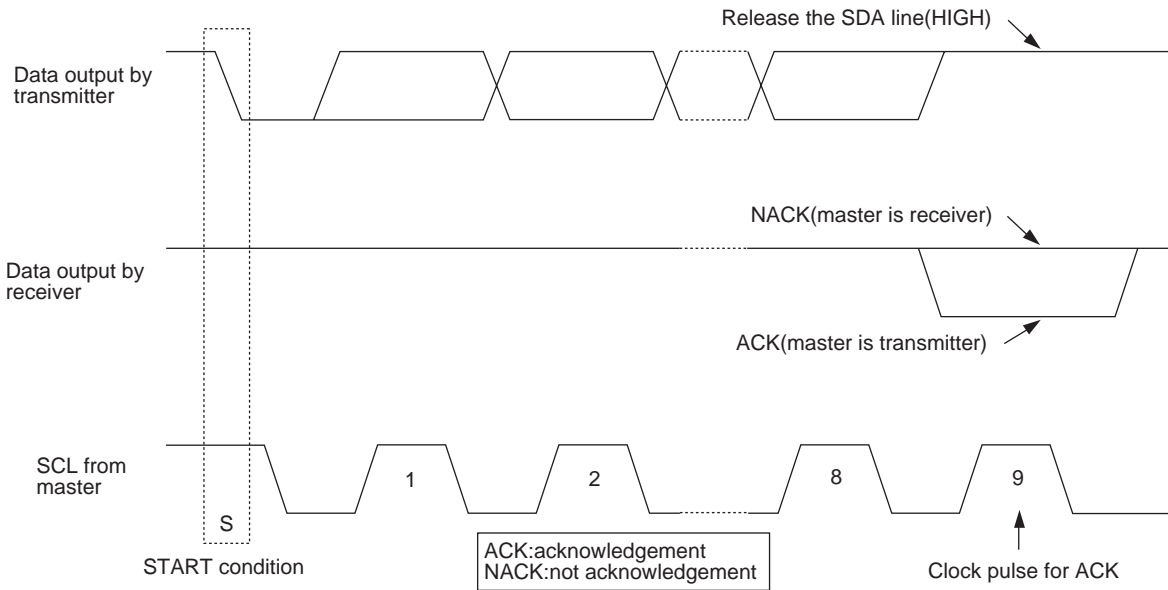 Release the SDA line(HIGH)
Data output by
transmitter
NACK(master is receiver)
Data output by
receiver
ACK(master is transmitter)
SCL from
master
1
2
8
9
S
START condition
ACK:acknowledgement
NACK:not acknowledgement
Clock pulse for ACK